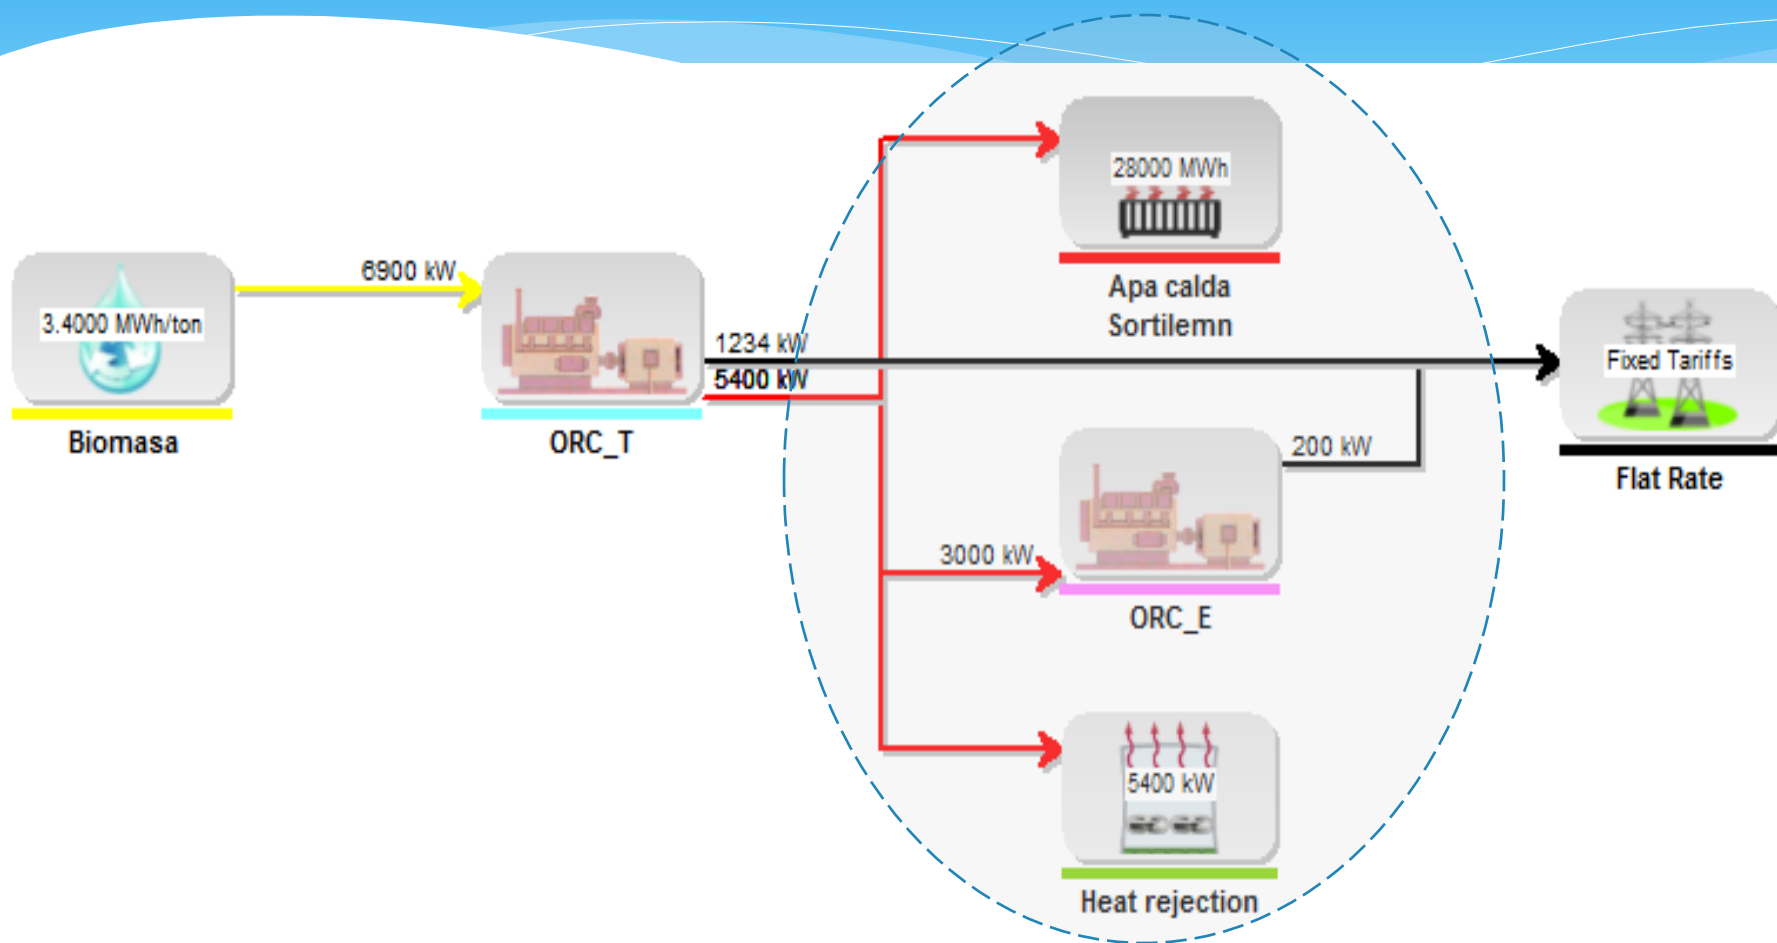 28000 MWh
Apa calda
Sortilemn
6900 kW
3.4000 MWh/ton
Biomasa
ORC_T
1234 kW
5400 kW
Fixed Tariffs
Flat Rate
200 kW
3000 kW
ORC_E
5400 kW
Heat rejection